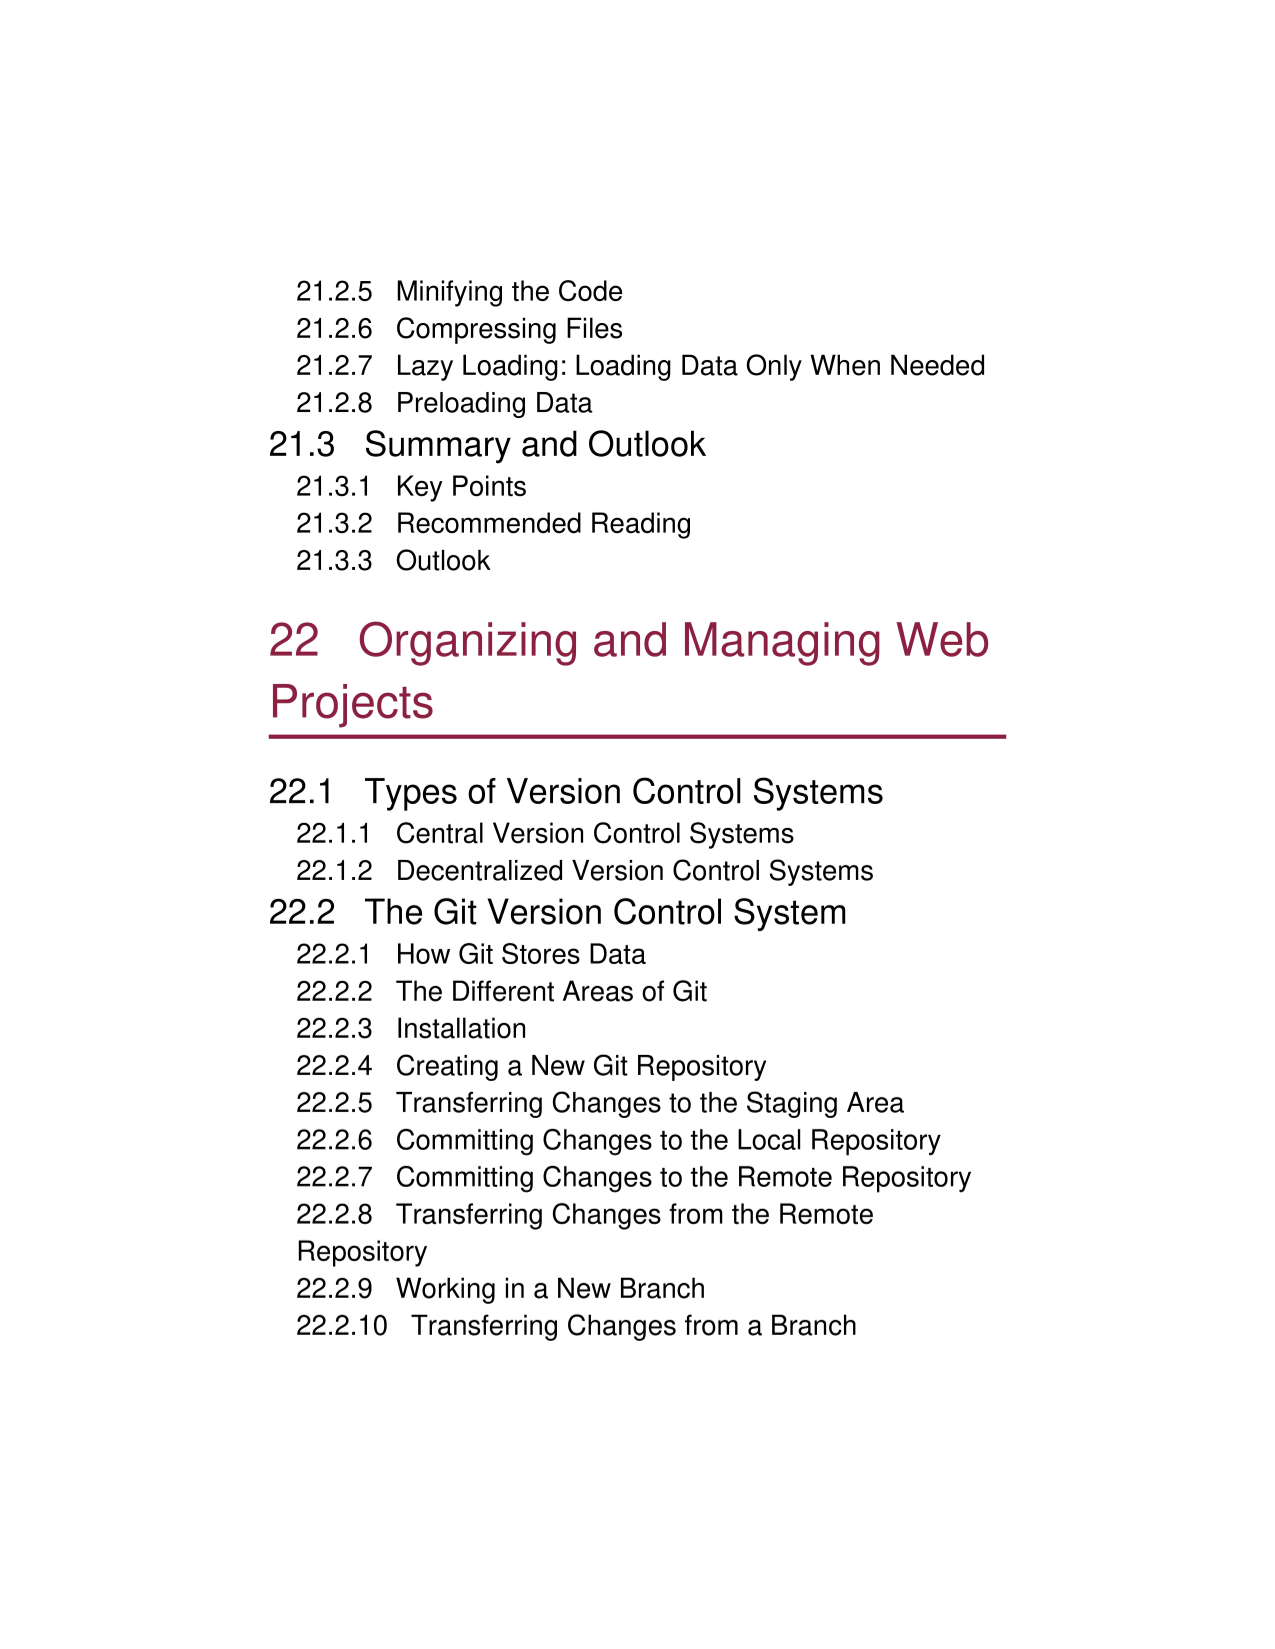 21.2.5 Minifying the Code
21.2.6 Compressing Files
21.2.7 Lazy Loading: Loading Data Only When Needed
21.2.8 Preloading Data
21.3 Summary and Outlook
21.3.1 Key Points
21.3.2 Recommended Reading
21.3.3 Outlook
22 Organizing and Managing Web
Projects
22.1 Types of Version Control Systems
22.1.1 Central Version Control Systems
22.1.2 Decentralized Version Control Systems
22.2 The Git Version Control System
22.2.1 How Git Stores Data
22.2.2 The Different Areas of Git
22.2.3 Installation
22.2.4 Creating a New Git Repository
22.2.5 Transferring Changes to the Staging Area
22.2.6 Committing Changes to the Local Repository
22.2.7 Committing Changes to the Remote Repository
22.2.8 Transferring Changes from the Remote
Repository
22.2.9 Working in a New Branch
22.2.10 Transferring Changes from a Branch